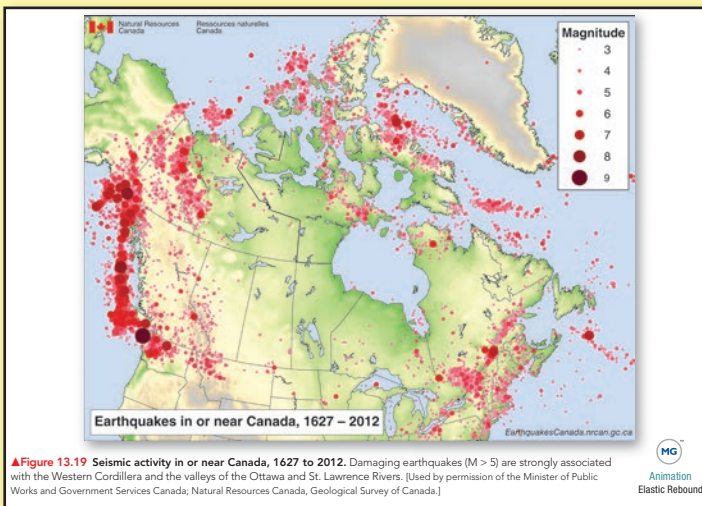 Natural Resources Canada
Ressources naturelles Canada
Magnitude
3
4
5
6
7
8
9
Earthquakes in or near Canada, 1627 – 2012
EarthquakesCanada.nrcan.gc.ca
▲Figure 13.19 Seismic activity in or near Canada, 1627 to 2012. Damaging earthquakes (M > 5) are strongly associated
with the Western Cordillera and the valleys of the Ottawa and St. Lawrence Rivers. [Used by permission of the Minister of Public
Works and Government Services Canada; Natural Resources Canada, Geological Survey of Canada.]
MG™
Animation
Elastic Rebound